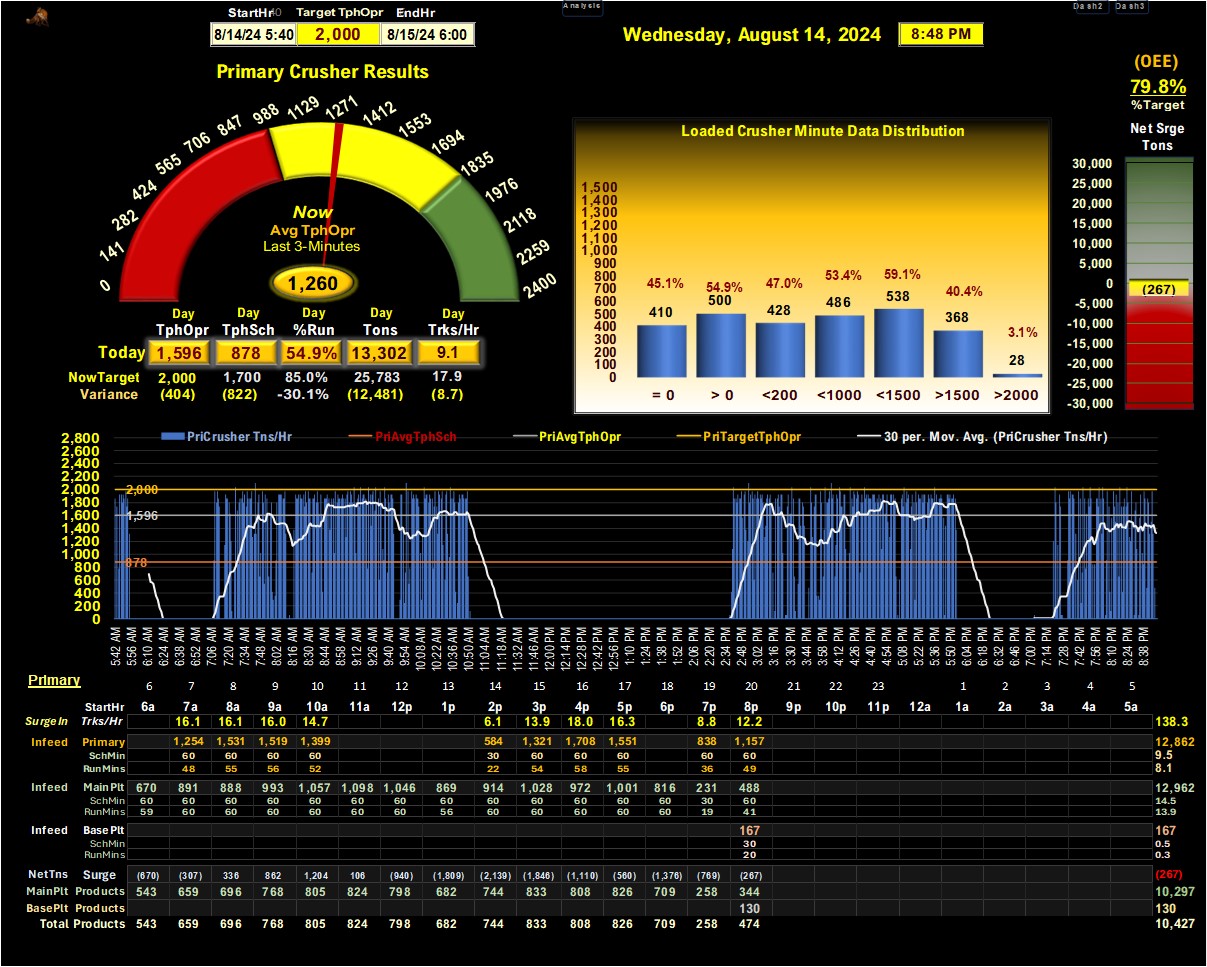 StartHr Target TphOpr EndHr
8/14/24 5:40 2,000 8/15/24 6:00
Analysis
Dash2 Dash3
Wednesday, August 14, 2024 8:48 PM
(OEE)
79.8%
%Target
Primary Crusher Results
0 141 282 424 565 706 847 988 1129 1271 1412 1553 1694 1835 1976 2118 2259 2400
Now
Avg TphOpr
Last 3-Minutes
1,260
Day Day Day Day Day
TphOpr TphSch %Run Tons Trks/Hr
Today 1,596 878 54.9% 13,302 9.1
NowTarget 2,000 1,700 85.0% 25,783 17.9
Variance (404) (822) -30.1% (12,481) (8.7)
Loaded Crusher Minute Data Distribution
1,500
1,400
1,300
1,200
1,100
1,000
900
800
700
600
500
400
300
200
100
0
45.1% 54.9% 47.0% 53.4% 59.1% 40.4% 3.1%
410 500 428 486 538 368 28
= 0 > 0 <200 <1000 <1500 >1500 >2000
Net Srge
Tons
30,000
25,000
20,000
15,000
10,000
5,000
0
-5,000
-10,000
-15,000
-20,000
-25,000
-30,000
(267)
PriCrusher Tns/Hr PriAvgTphSch PriAvgTphOpr PriTargetTphOpr 30 per. Mov. Avg. (PriCrusher Tns/Hr)
2,800
2,600
2,400
2,200
2,000
1,800
1,600
1,400
1,200
1,000
800
600
400
200
0
2,000
1,596
878
5:42 AM 5:56 AM 6:10 AM 6:24 AM 6:38 AM 6:52 AM 7:06 AM 7:20 AM 7:34 AM 7:48 AM 8:02 AM 8:16 AM 8:30 AM 8:44 AM 8:58 AM 9:12 AM 9:26 AM 9:40 AM 9:54 AM 10:08 AM 10:22 AM 10:36 AM 10:50 AM 11:04 AM 11:18 AM 11:32 AM 11:46 AM 12:00 PM 12:14 PM 12:28 PM 12:42 PM 12:56 PM 1:10 PM 1:24 PM 1:38 PM 1:52 PM 2:06 PM 2:20 PM 2:34 PM 2:48 PM 3:02 PM 3:16 PM 3:30 PM 3:44 PM 3:58 PM 4:12 PM 4:26 PM 4:40 PM 4:54 PM 5:08 PM 5:22 PM 5:36 PM 5:50 PM 6:04 PM 6:18 PM 6:32 PM 6:46 PM 7:00 PM 7:14 PM 7:28 PM 7:42 PM 7:56 PM 8:10 PM 8:24 PM 8:38 PM
Primary
6 7 8 9 10 11 12 13 14 15 16 17 18 19 20 21 22 23 1 2 3 4 5
StartHr 6a 7a 8a 9a 10a 11a 12p 1p 2p 3p 4p 5p 6p 7p 8p 9p 10p 11p 12a 1a 2a 3a 4a 5a
SurgeIn Trks/Hr 16.1 16.1 16.0 14.7 6.1 13.9 18.0 16.3 8.8 12.2 138.3
Infeed Primary 1,254 1,531 1,519 1,399 584 1,321 1,708 1,551 838 1,157 12,862
SchMin 60 60 60 60 30 60 60 60 60 60 9.5
RunMins 48 55 56 52 22 54 58 55 36 49 8.1
Infeed MainPlt 670 891 888 993 1,057 1,098 1,046 869 914 1,028 972 1,001 816 231 488 12,962
SchMin 60 60 60 60 60 60 60 60 60 60 60 60 60 30 60 14.5
RunMins 59 60 60 60 60 60 60 56 60 60 60 60 60 19 41 13.9
Infeed BasePlt 167 167
SchMin 30 0.5
RunMins 20 0.3
NetTns Surge (670) (307) 336 862 1,204 106 (940) (1,809) (2,139) (1,846) (1,110) (560) (1,376) (769) (267) (267)
MainPlt Products 543 659 696 768 805 824 798 682 744 833 808 826 709 258 344 10,297
BasePlt Products 130 130
Total Products 543 659 696 768 805 824 798 682 744 833 808 826 709 258 474 10,427